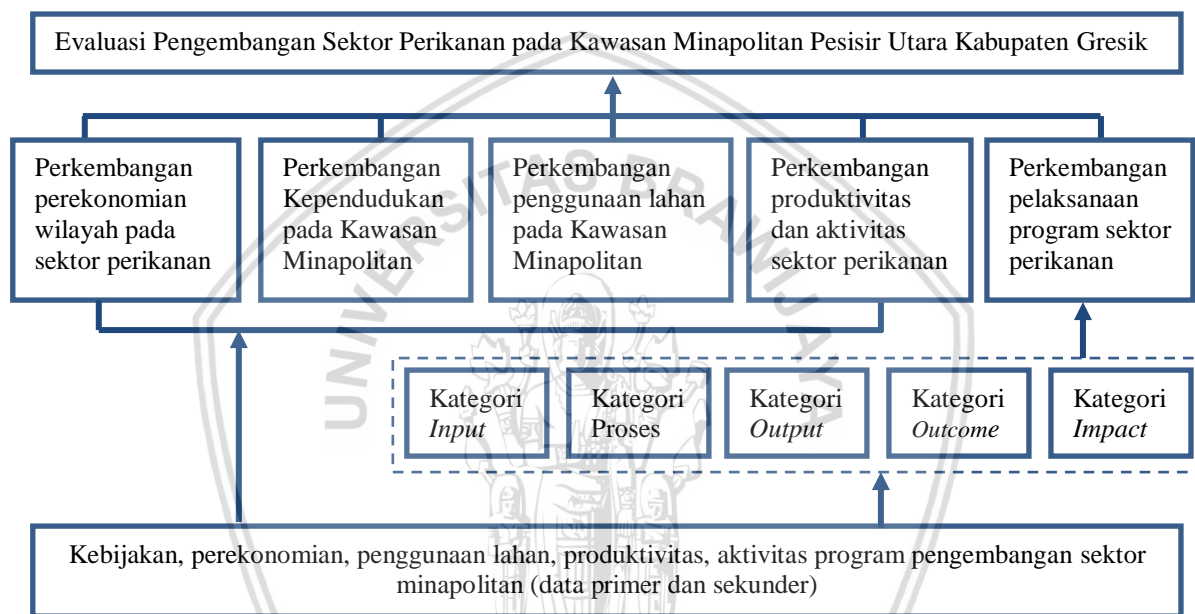 Evaluasi Pengembangan Sektor Perikanan pada Kawasan Minapolitan Pesisir Utara Kabupaten Gresik
Perkembangan
perekonomian
wilayah pada
sektor perikanan
Perkembangan
Kependudukan
pada Kawasan
Minapolitan
Perkembangan
penggunaan lahan
pada Kawasan
Minapolitan
Perkembangan
produktivitas
dan aktivitas
sektor perikanan
Perkembangan
pelaksanaan
program sektor
perikanan
UNIVERSITAS BRAWIJAYA
Kategori
Input
Kategori
Proses
Kategori
Output
Kategori
Outcome
Kategori
Impact
Kebijakan, perekonomian, penggunaan lahan, produktivitas, aktivitas program pengembangan sektor
minapolitan (data primer dan sekunder)